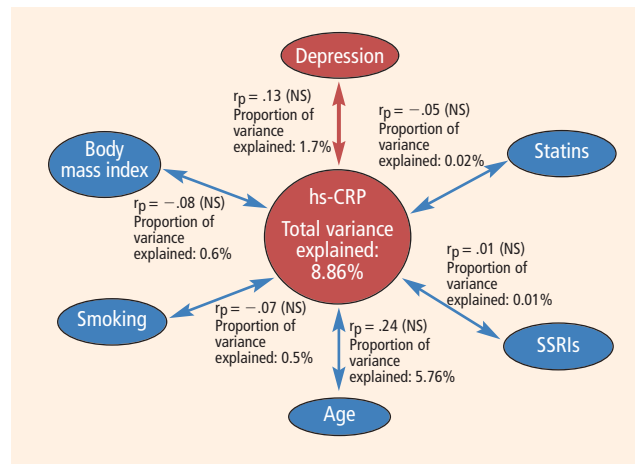 Depression
rp = .13 (NS)
Proportion of
variance
explained: 1.7%
rp = −.05 (NS)
Proportion of
variance
explained: 0.02%
Body
mass index
Statins
rp = −.08 (NS)
Proportion of
variance
explained: 0.6%
hs-CRP
Total variance
explained:
8.86%
rp = .01 (NS)
Proportion of
variance
explained: 0.01%
Smoking
rp = −.07 (NS)
Proportion of
variance
explained: 0.5%
rp = .24 (NS)
Proportion of
variance
explained: 5.76%
SSRIs
Age